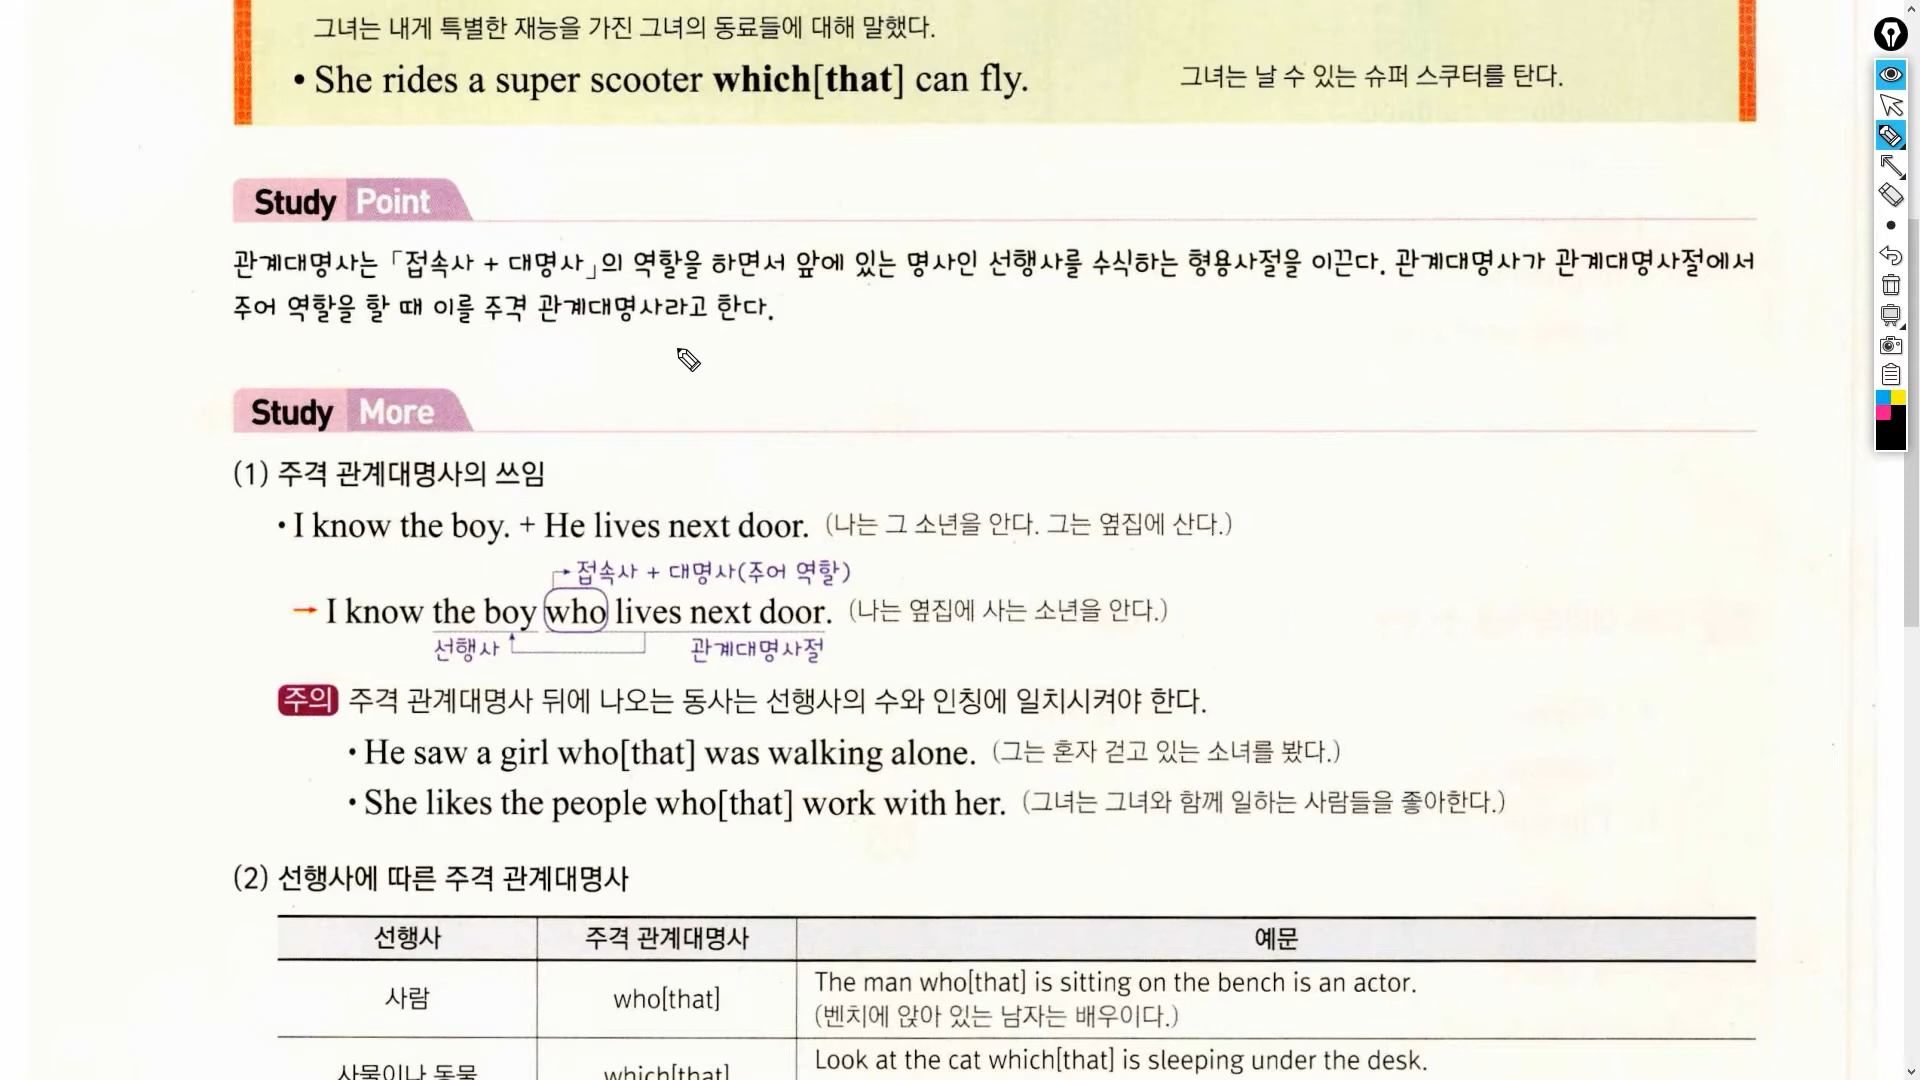 그녀는 내게 특별한 재능을 가진 그녀의 동료들에 대해 말했다.
• She rides a super scooter which[that] can fly. 그녀는 날 수 있는 슈퍼 스쿠터를 탄다.
Study Point
관계대명사는 「접속사 + 대명사」의 역할을 하면서 앞에 있는 명사인 선행사를 수식하는 형용사절을 이끈다. 관계대명사가 관계대명사절에서
주어 역할을 할 때 이를 주격 관계대명사라고 한다.
Study More
(1) 주격 관계대명사의 쓰임
• I know the boy. + He lives next door. (나는 그 소년을 안다. 그는 옆집에 산다.)
접속사 + 대명사(주어 역할)
→ I know the boy who lives next door. (나는 옆집에 사는 소년을 안다.)
선행사 관계대명사절
주의 주격 관계대명사 뒤에 나오는 동사는 선행사의 수와 인칭에 일치시켜야 한다.
• He saw a girl who[that] was walking alone. (그는 혼자 걷고 있는 소녀를 봤다.)
• She likes the people who[that] work with her. (그녀는 그녀와 함께 일하는 사람들을 좋아한다.)
(2) 선행사에 따른 주격 관계대명사
선행사 주격 관계대명사 예문
사람 who[that] The man who[that] is sitting on the bench is an actor.
(벤치에 앉아 있는 남자는 배우이다.)
사물이나 동물 which[that] Look at the cat which[that] is sleeping under the desk.